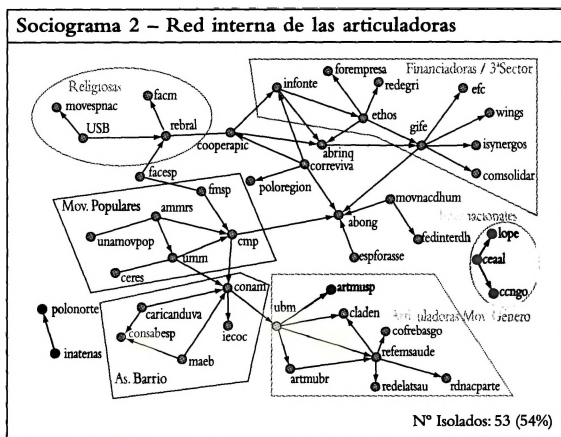 Sociograma 2 – Red interna de las articuladoras
Financiadoras / 3ªSector
forempresa
redegri
efc
infonte
Religiosas
facm
movespnac
wings
ethos
gife
USB
rebral
cooperapic
abrinq
isynergos
correviva
comsolidar
facesp
poloregion
fmsp
Mov. Populares
movnacdhum
ammrs
abong
lope
unamovpop
cmp
fedinterdh
ceaal
umm
espforasse
ceres
ccngo
conam
artmusp
ubm
polonorte
caricanduva
claden
Mov. Género
cofrebasgo
consabesp
iecoc
inatenas
maeb
refemsaude
As. Barrio
artmubr
rdnacparte
redelatsau
Nº Isolados: 53 (54%)